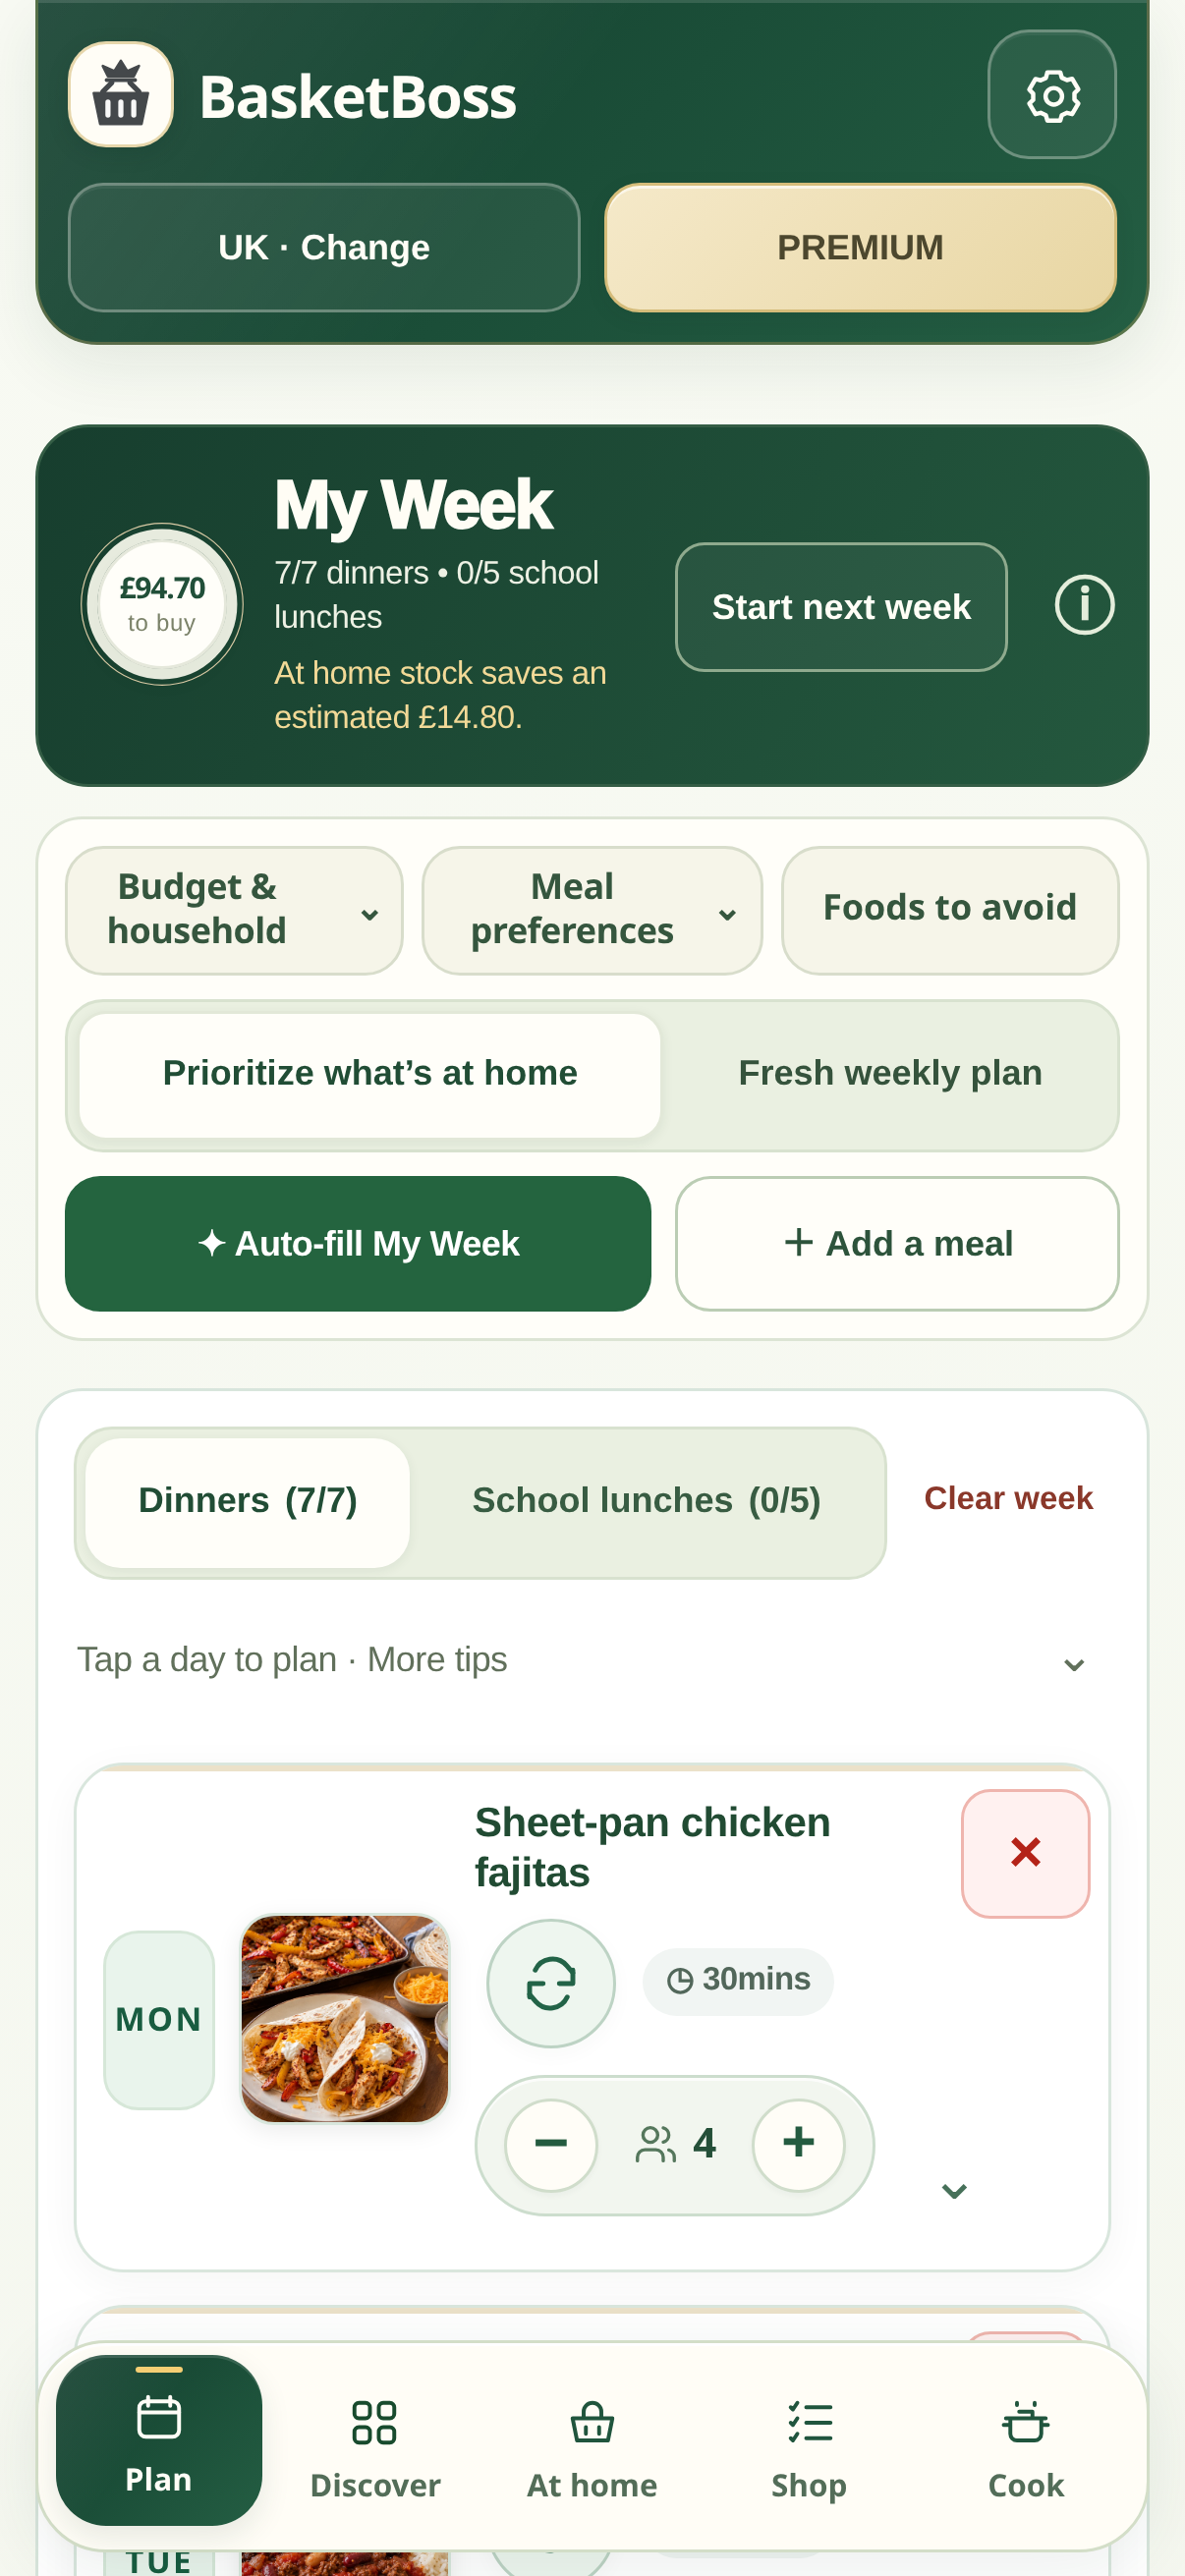 BasketBoss
UK · Change
PREMIUM
My Week
£94.70
to buy
7/7 dinners • 0/5 school
lunches
At home stock saves an
estimated £14.80.
Start next week
Budget &
household
Meal
preferences
Foods to avoid
Prioritize what’s at home
Fresh weekly plan
✦ Auto-fill My Week
+ Add a meal
Dinners (7/7)
School lunches (0/5)
Clear week
Tap a day to plan · More tips
Sheet-pan chicken
fajitas
MON
30mins
4
Plan
Discover
At home
Shop
Cook
TUE